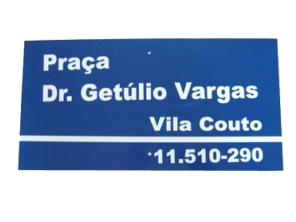 Praça
Dr. Getúlio Vargas
Vila Couto
11.510-290